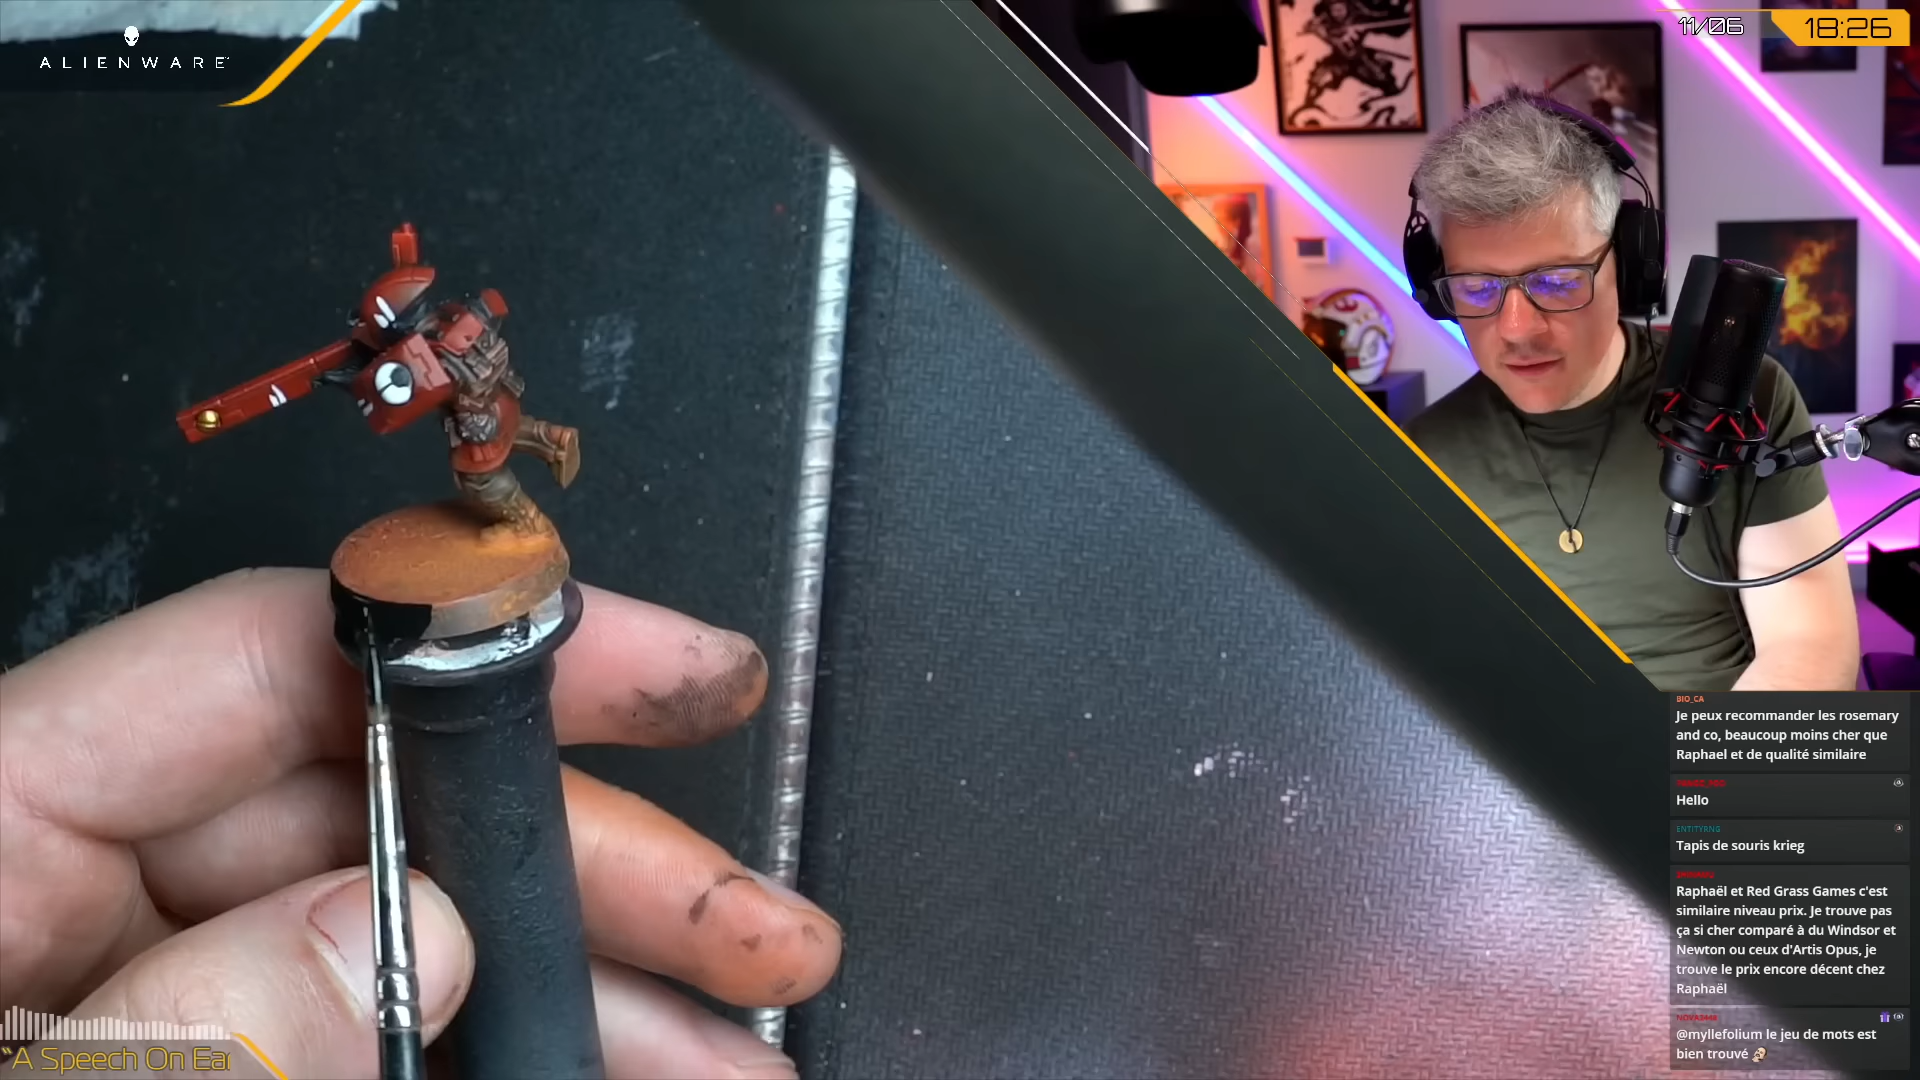 ALIENWARE
11/06
18:26
BIO_CA
Je peux recommander les rosemary
and co, beaucoup moins cher que
Raphael et de qualité similaire
Hello
ENTITYRNG
Tapis de souris krieg
Raphaël et Red Grass Games c'est
similaire niveau prix. Je trouve pas
ça si cher comparé à du Windsor et
Newton ou ceux d'Artis Opus, je
trouve le prix encore décent chez
Raphaël
@myllefolium le jeu de mots est
bien trouvé
"A Speech On Ear